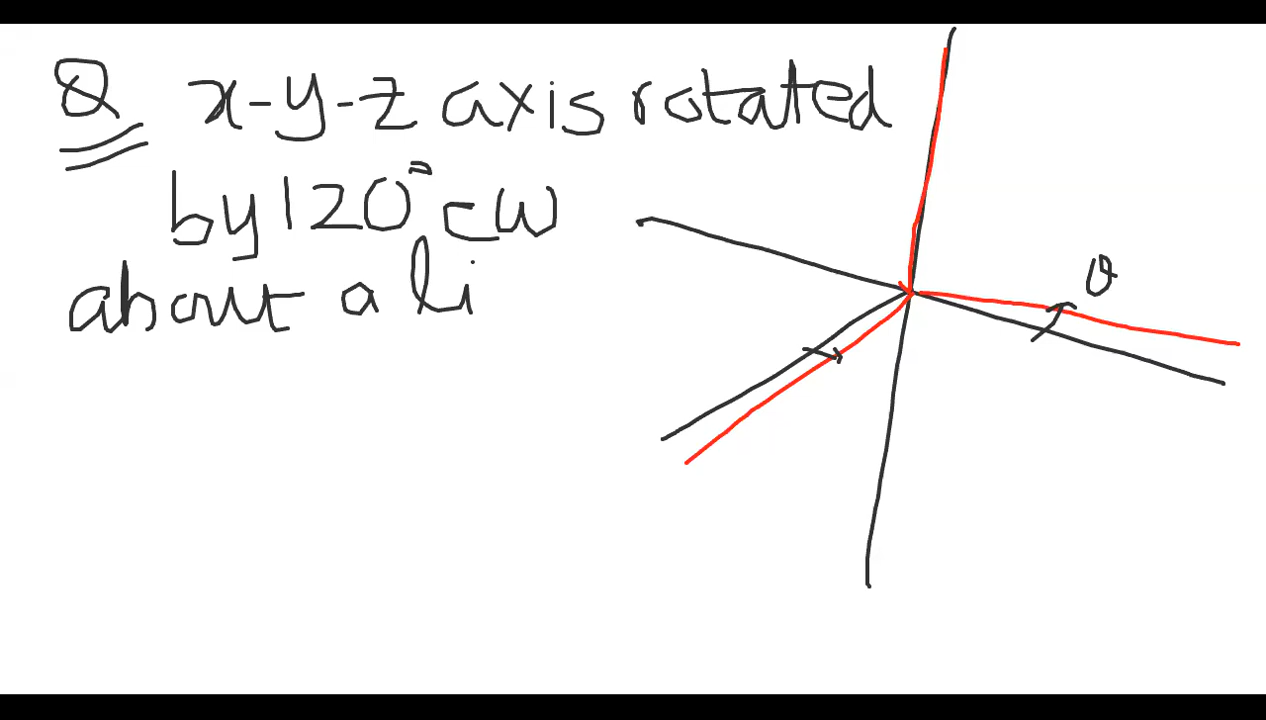 Q x-y-z axis rotated
by 120° cw
about a li
θ